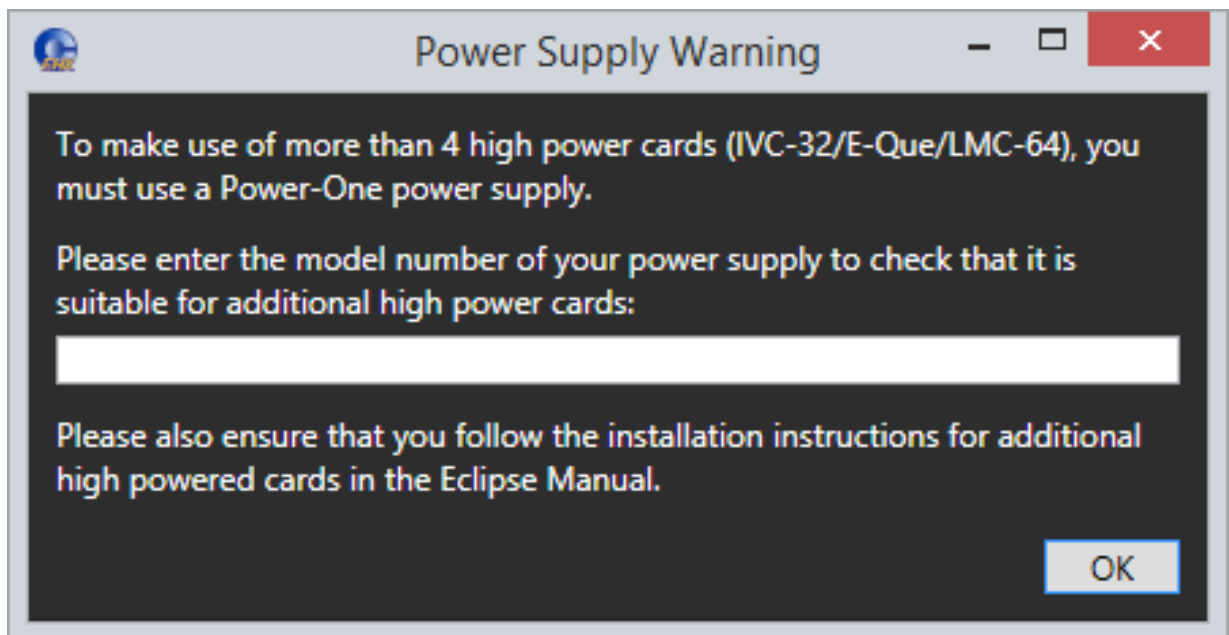 Power Supply Warning
To make use of more than 4 high power cards (IVC-32/E-Que/LMC-64), you
must use a Power-One power supply.
Please enter the model number of your power supply to check that it is
suitable for additional high power cards:
Please also ensure that you follow the installation instructions for additional
high powered cards in the Eclipse Manual.
OK